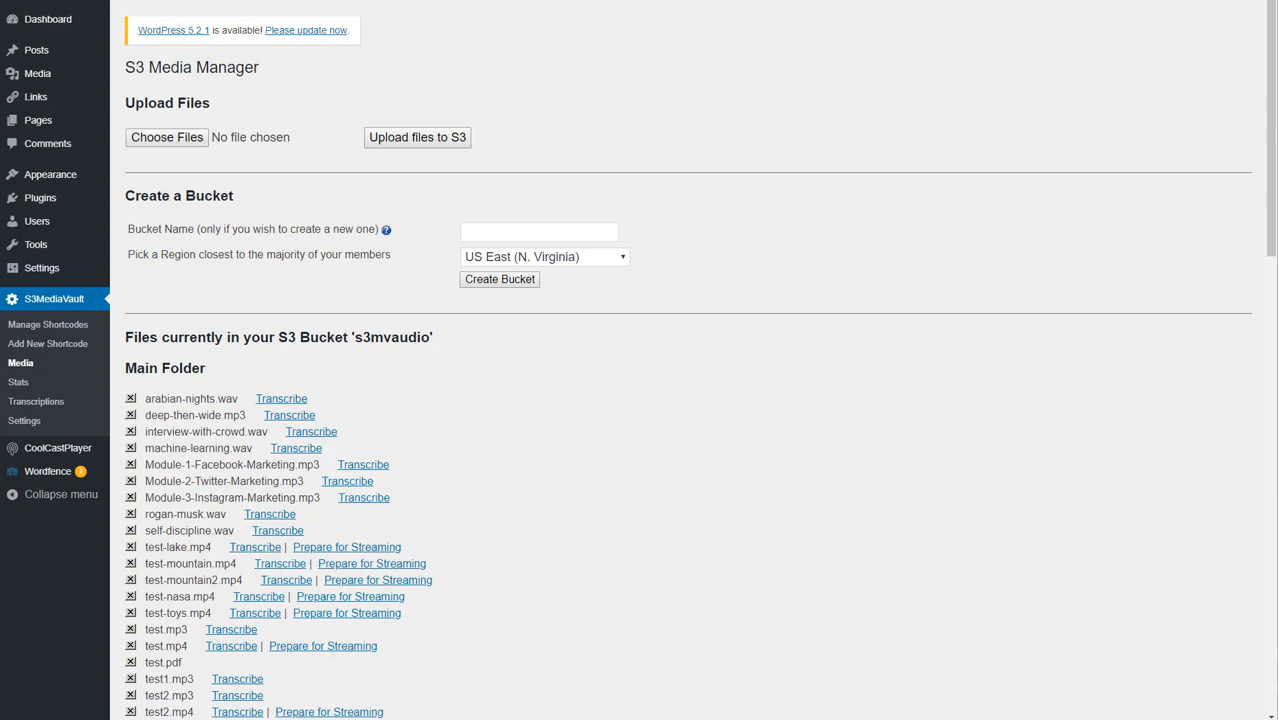 Dashboard
Posts
Media
Links
Pages
Comments
Appearance
Plugins
Users
Tools
Settings
S3MediaVault
Manage Shortcodes
Add New Shortcode
Media
Stats
Transcriptions
Settings
CoolCastPlayer
Wordfence 3
Collapse menu
WordPress 5.2.1 is available! Please update now.
S3 Media Manager
Upload Files
Choose Files No file chosen Upload files to S3
Create a Bucket
Bucket Name (only if you wish to create a new one) ?
Pick a Region closest to the majority of your members US East (N. Virginia)
Create Bucket
Files currently in your S3 Bucket 's3mvaudio'
Main Folder
arabian-nights.wav Transcribe
deep-then-wide.mp3 Transcribe
interview-with-crowd.wav Transcribe
machine-learning.wav Transcribe
Module-1-Facebook-Marketing.mp3 Transcribe
Module-2-Twitter-Marketing.mp3 Transcribe
Module-3-Instagram-Marketing.mp3 Transcribe
rogan-musk.wav Transcribe
self-discipline.wav Transcribe
test-lake.mp4 Transcribe | Prepare for Streaming
test-mountain.mp4 Transcribe | Prepare for Streaming
test-mountain2.mp4 Transcribe | Prepare for Streaming
test-nasa.mp4 Transcribe | Prepare for Streaming
test-toys.mp4 Transcribe | Prepare for Streaming
test.mp3 Transcribe
test.mp4 Transcribe | Prepare for Streaming
test.pdf
test1.mp3 Transcribe
test2.mp3 Transcribe
test2.mp4 Transcribe | Prepare for Streaming